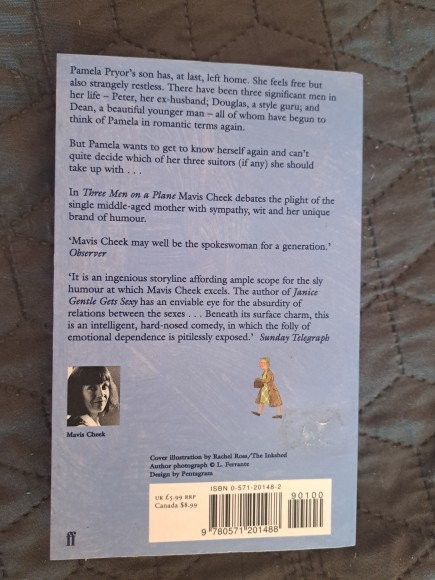 Pamela Pryor's son has, at last, left home. She feels free but
also strangely restless. There have been three significant men in
her life – Peter, her ex-husband; Douglas, a style guru; and
Dean, a beautiful younger man – all of whom have begun to
think of Pamela in romantic terms again.
But Pamela wants to get to know herself again and can't
quite decide which of her three suitors (if any) she should
take up with . . .
In Three Men on a Plane Mavis Cheek debates the plight of the
single middle-aged mother with sympathy, wit and her unique
brand of humour.
'Mavis Cheek may well be the spokeswoman for a generation.'
Observer
'It is an ingenious storyline affording ample scope for the sly
humour at which Mavis Cheek excels. The author of Janice
Gentle Gets Sexy has an enviable eye for the absurdity of
relations between the sexes . . . Beneath its surface charm, this
is an intelligent, hard-nosed comedy, in which the folly of
emotional dependence is pitilessly exposed.' Sunday Telegraph
Mavis Cheek
Cover illustration by Rachel Ross/The Inkshed
Author photograph © L. Ferrante
Design by Pentagram
ISBN 0-571-20148-2
UK £5.99 RRP
Canada $8.99
90100
9 780571 201488
ff